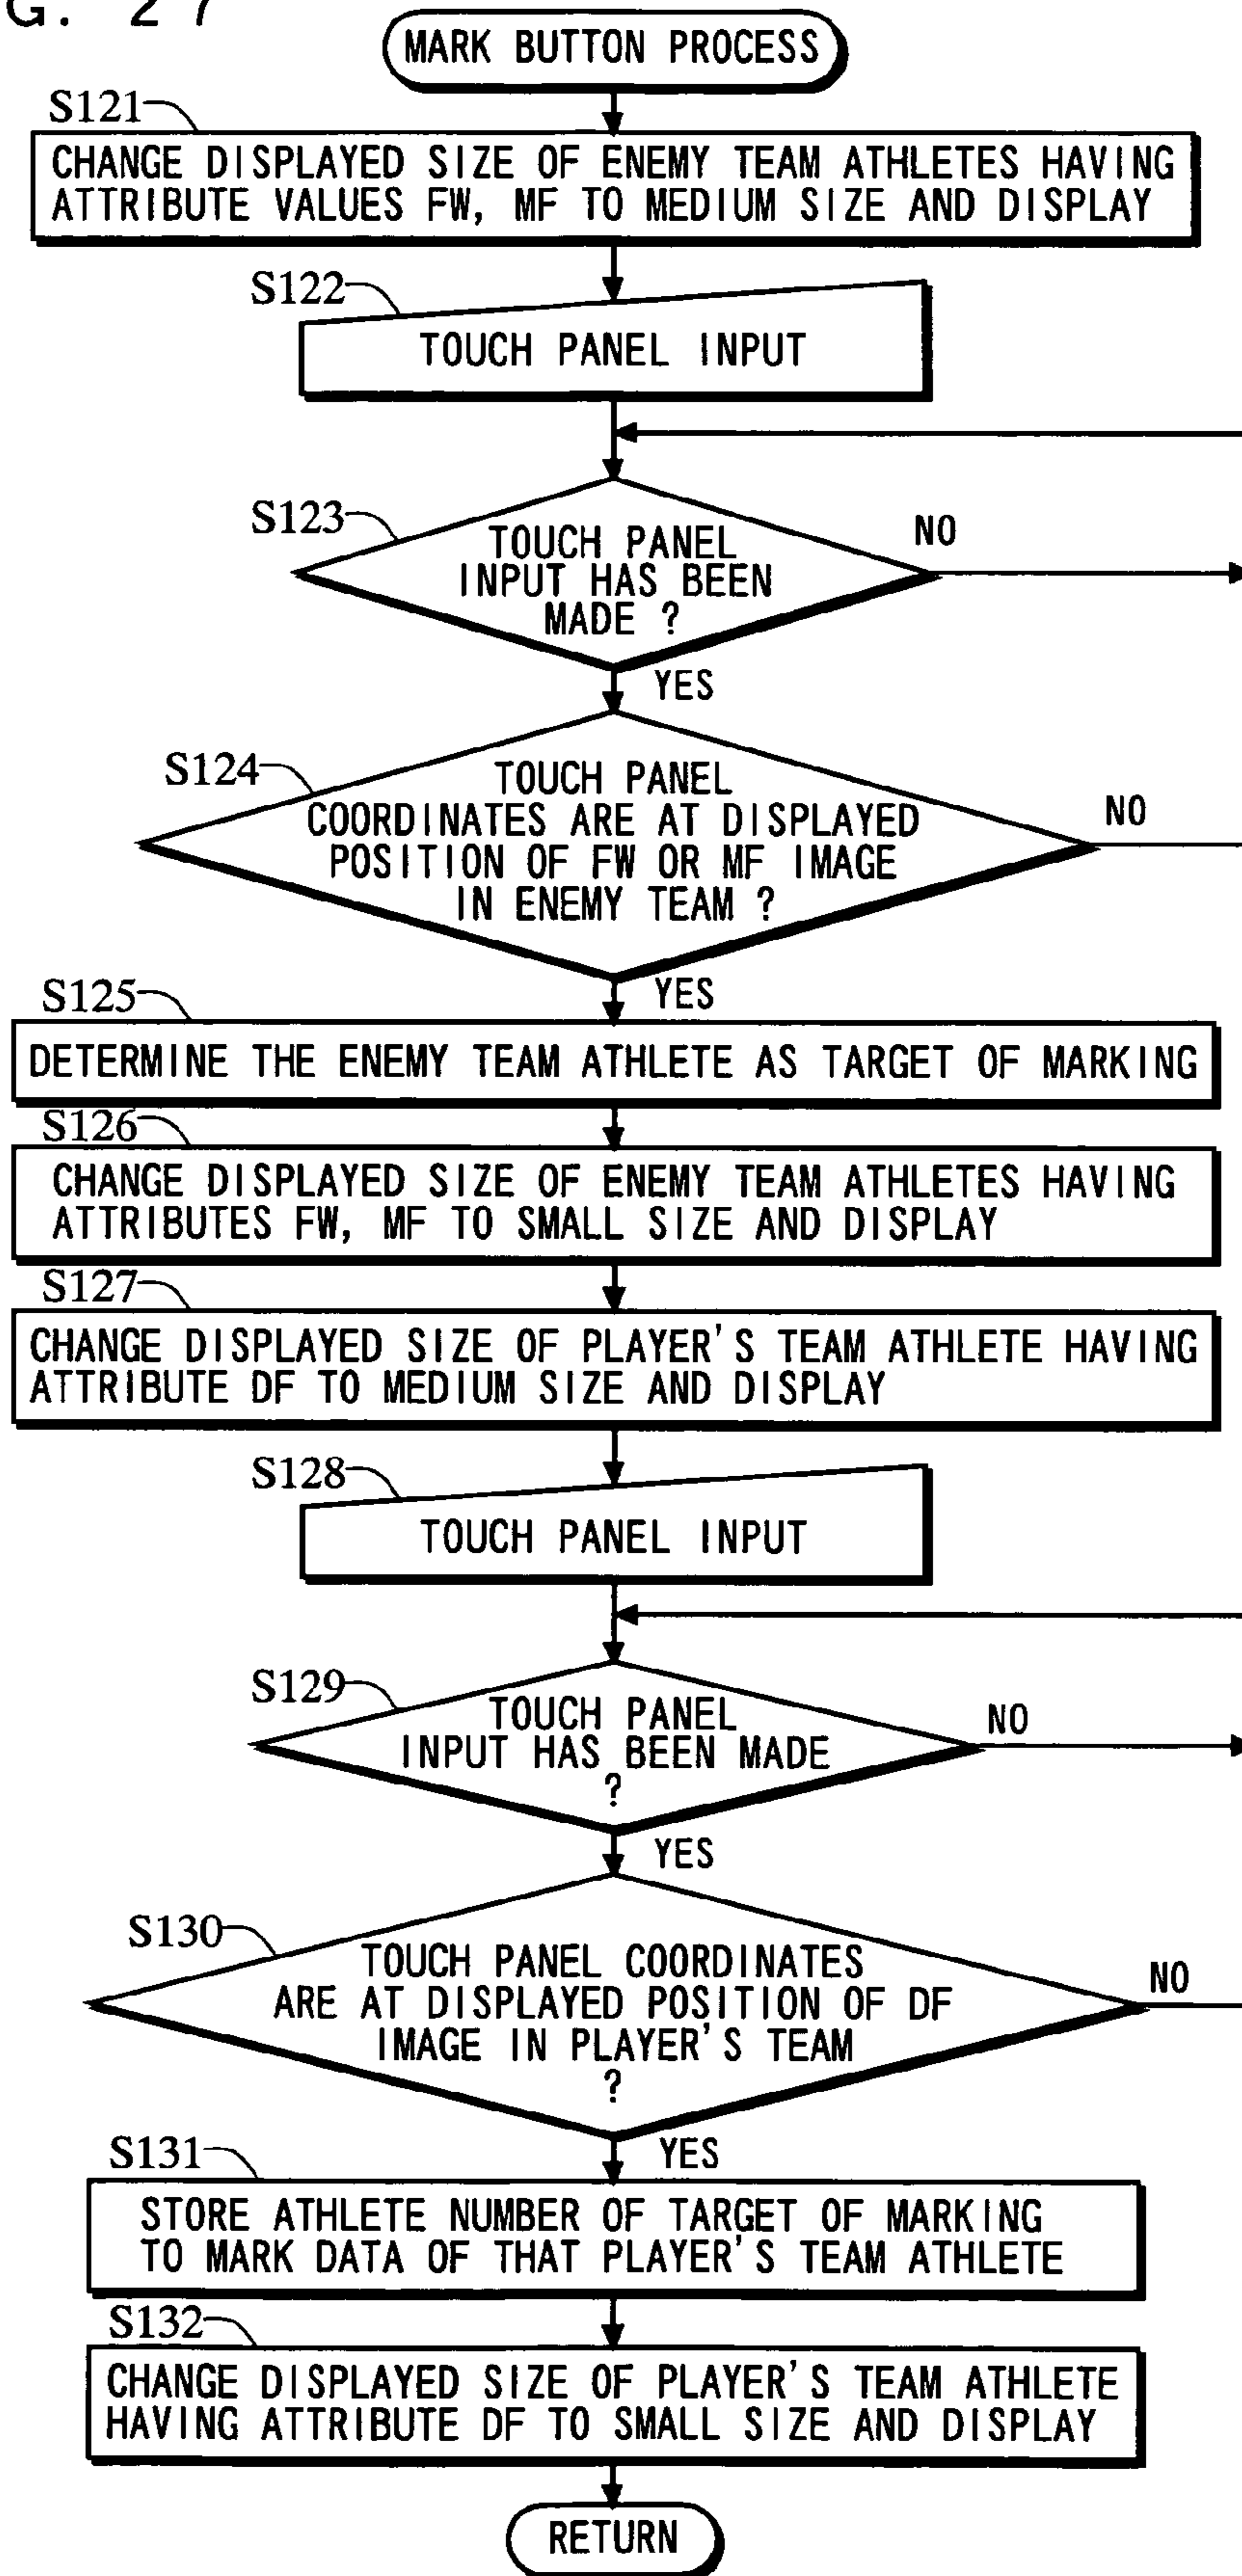 G. 27
MARK BUTTON PROCESS
S121
CHANGE DISPLAYED SIZE OF ENEMY TEAM ATHLETES HAVING
ATTRIBUTE VALUES FW, MF TO MEDIUM SIZE AND DISPLAY
S122
TOUCH PANEL INPUT
S123
TOUCH PANEL
INPUT HAS BEEN
MADE ?
NO
YES
S124
TOUCH PANEL
COORDINATES ARE AT DISPLAYED
POSITION OF FW OR MF IMAGE
IN ENEMY TEAM ?
NO
YES
S125
DETERMINE THE ENEMY TEAM ATHLETE AS TARGET OF MARKING
S126
CHANGE DISPLAYED SIZE OF ENEMY TEAM ATHLETES HAVING
ATTRIBUTES FW, MF TO SMALL SIZE AND DISPLAY
S127
CHANGE DISPLAYED SIZE OF PLAYER'S TEAM ATHLETE HAVING
ATTRIBUTE DF TO MEDIUM SIZE AND DISPLAY
S128
TOUCH PANEL INPUT
S129
TOUCH PANEL
INPUT HAS BEEN MADE
?
NO
YES
S130
TOUCH PANEL COORDINATES
ARE AT DISPLAYED POSITION OF DF
IMAGE IN PLAYER'S TEAM
?
NO
YES
S131
STORE ATHLETE NUMBER OF TARGET OF MARKING
TO MARK DATA OF THAT PLAYER'S TEAM ATHLETE
S132
CHANGE DISPLAYED SIZE OF PLAYER'S TEAM ATHLETE
HAVING ATTRIBUTE DF TO SMALL SIZE AND DISPLAY
RETURN